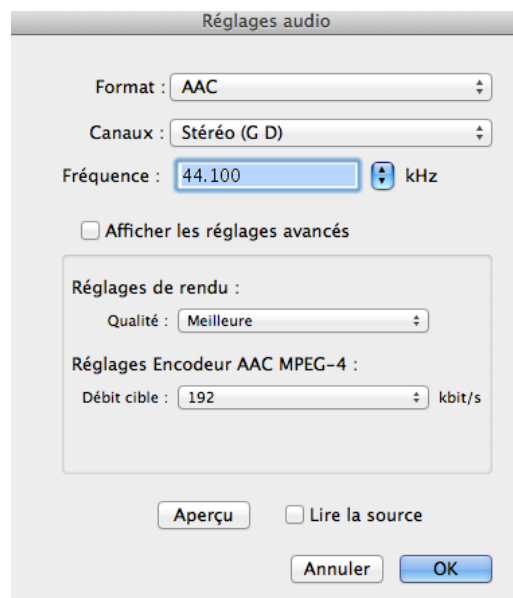 Réglages audio
Format : AAC
Canaux : Stéréo (G D)
Fréquence : 44.100 kHz
Afficher les réglages avancés
Réglages de rendu :
Qualité : Meilleure
Réglages Encodeur AAC MPEG-4 :
Débit cible : 192 kbit/s
Aperçu Lire la source
Annuler OK